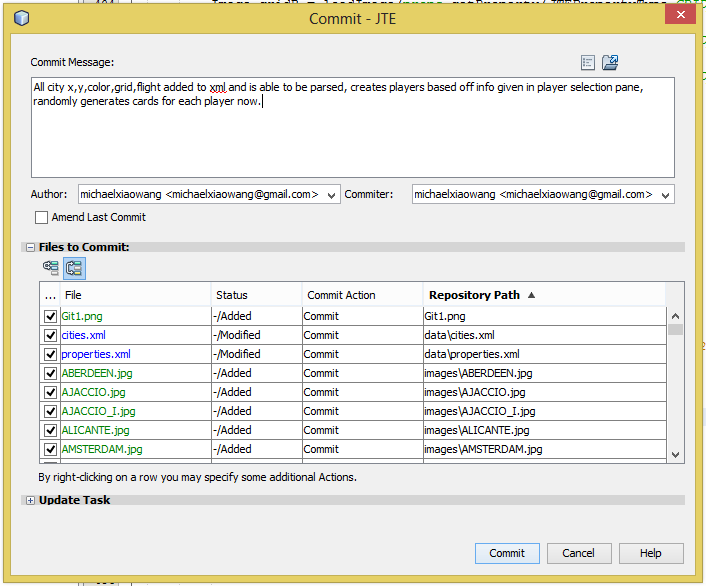 Commit - JTE
Commit Message:
All city x,y,color,grid,flight added to xml and is able to be parsed, creates players based off info given in player selection pane,
randomly generates cards for each player now.
Author: michaelxiaowang <michaelxiaowang@gmail.com> Commiter: michaelxiaowang <michaelxiaowang@gmail.com>
Amend Last Commit
Files to Commit:
... File Status Commit Action Repository Path
Git1.png -/Added Commit Git1.png
cities.xml -/Modified Commit data\cities.xml
properties.xml -/Modified Commit data\properties.xml
ABERDEEN.jpg -/Added Commit images\ABERDEEN.jpg
AJACCIO.jpg -/Added Commit images\AJACCIO.jpg
AJACCIO_I.jpg -/Added Commit images\AJACCIO_I.jpg
ALICANTE.jpg -/Added Commit images\ALICANTE.jpg
AMSTERDAM.jpg -/Added Commit images\AMSTERDAM.jpg
By right-clicking on a row you may specify some additional Actions.
Update Task
Commit Cancel Help